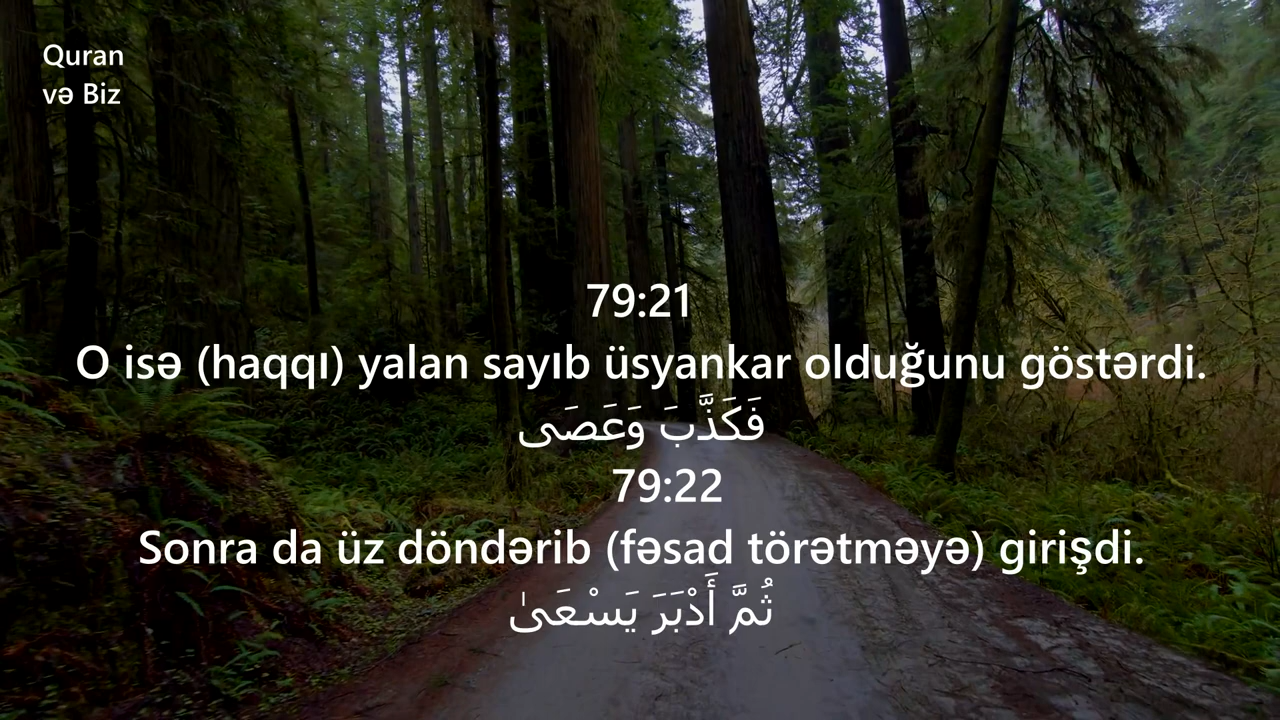 Quran
və Biz
79:21
O isə (haqqı) yalan sayıb üsyankar olduğunu göstərdi.
فَكَذَّبَ وَعَصَى
79:22
Sonra da üz döndərib (fəsad törətməyə) girişdi.
ثُمَّ أَدْبَرَ يَسْعَىٰ